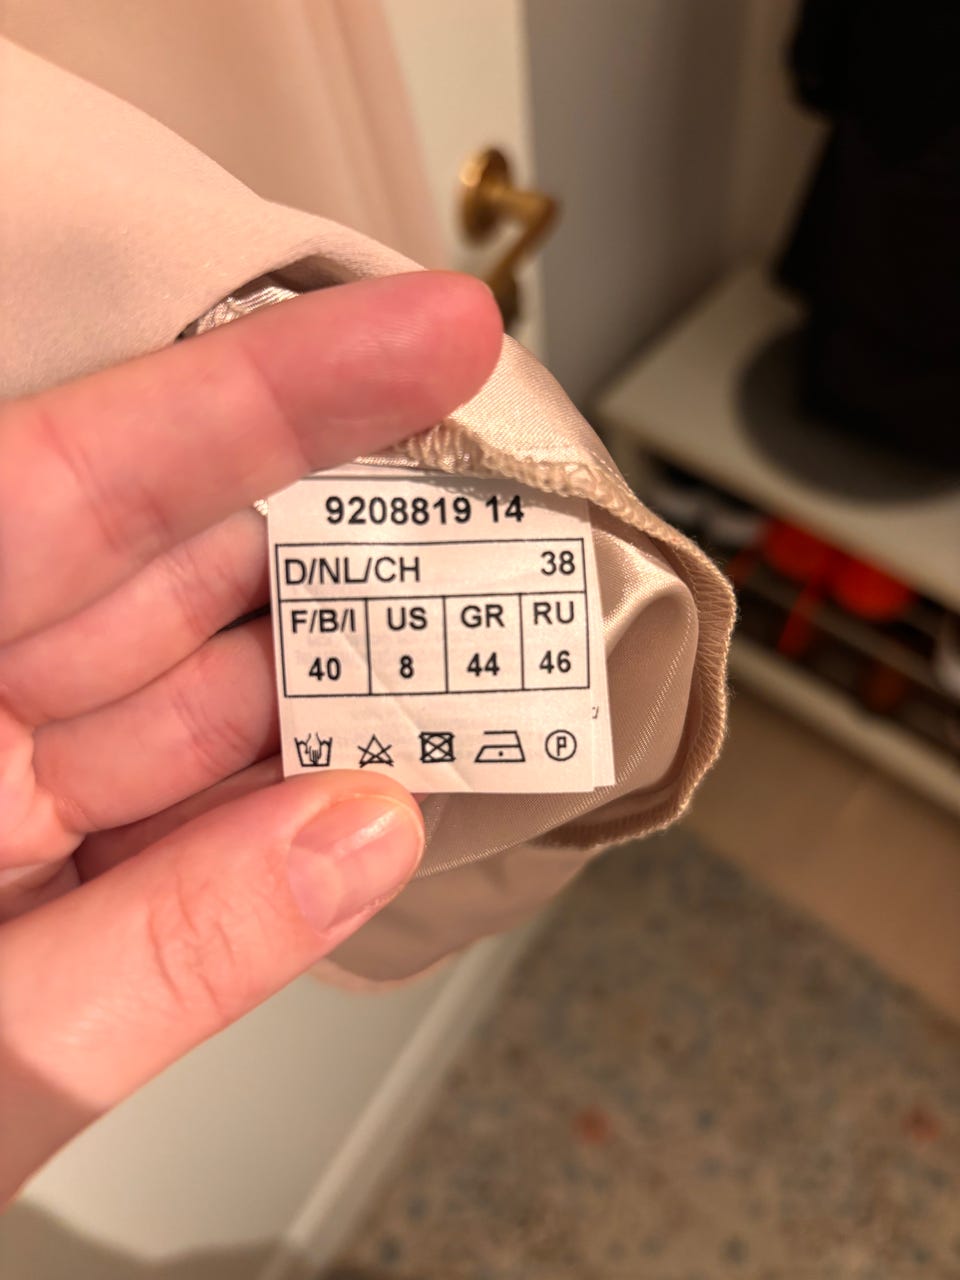 9208819 14
D/NL/CH 38
F/B/I US GR RU
40 8 44 46
P